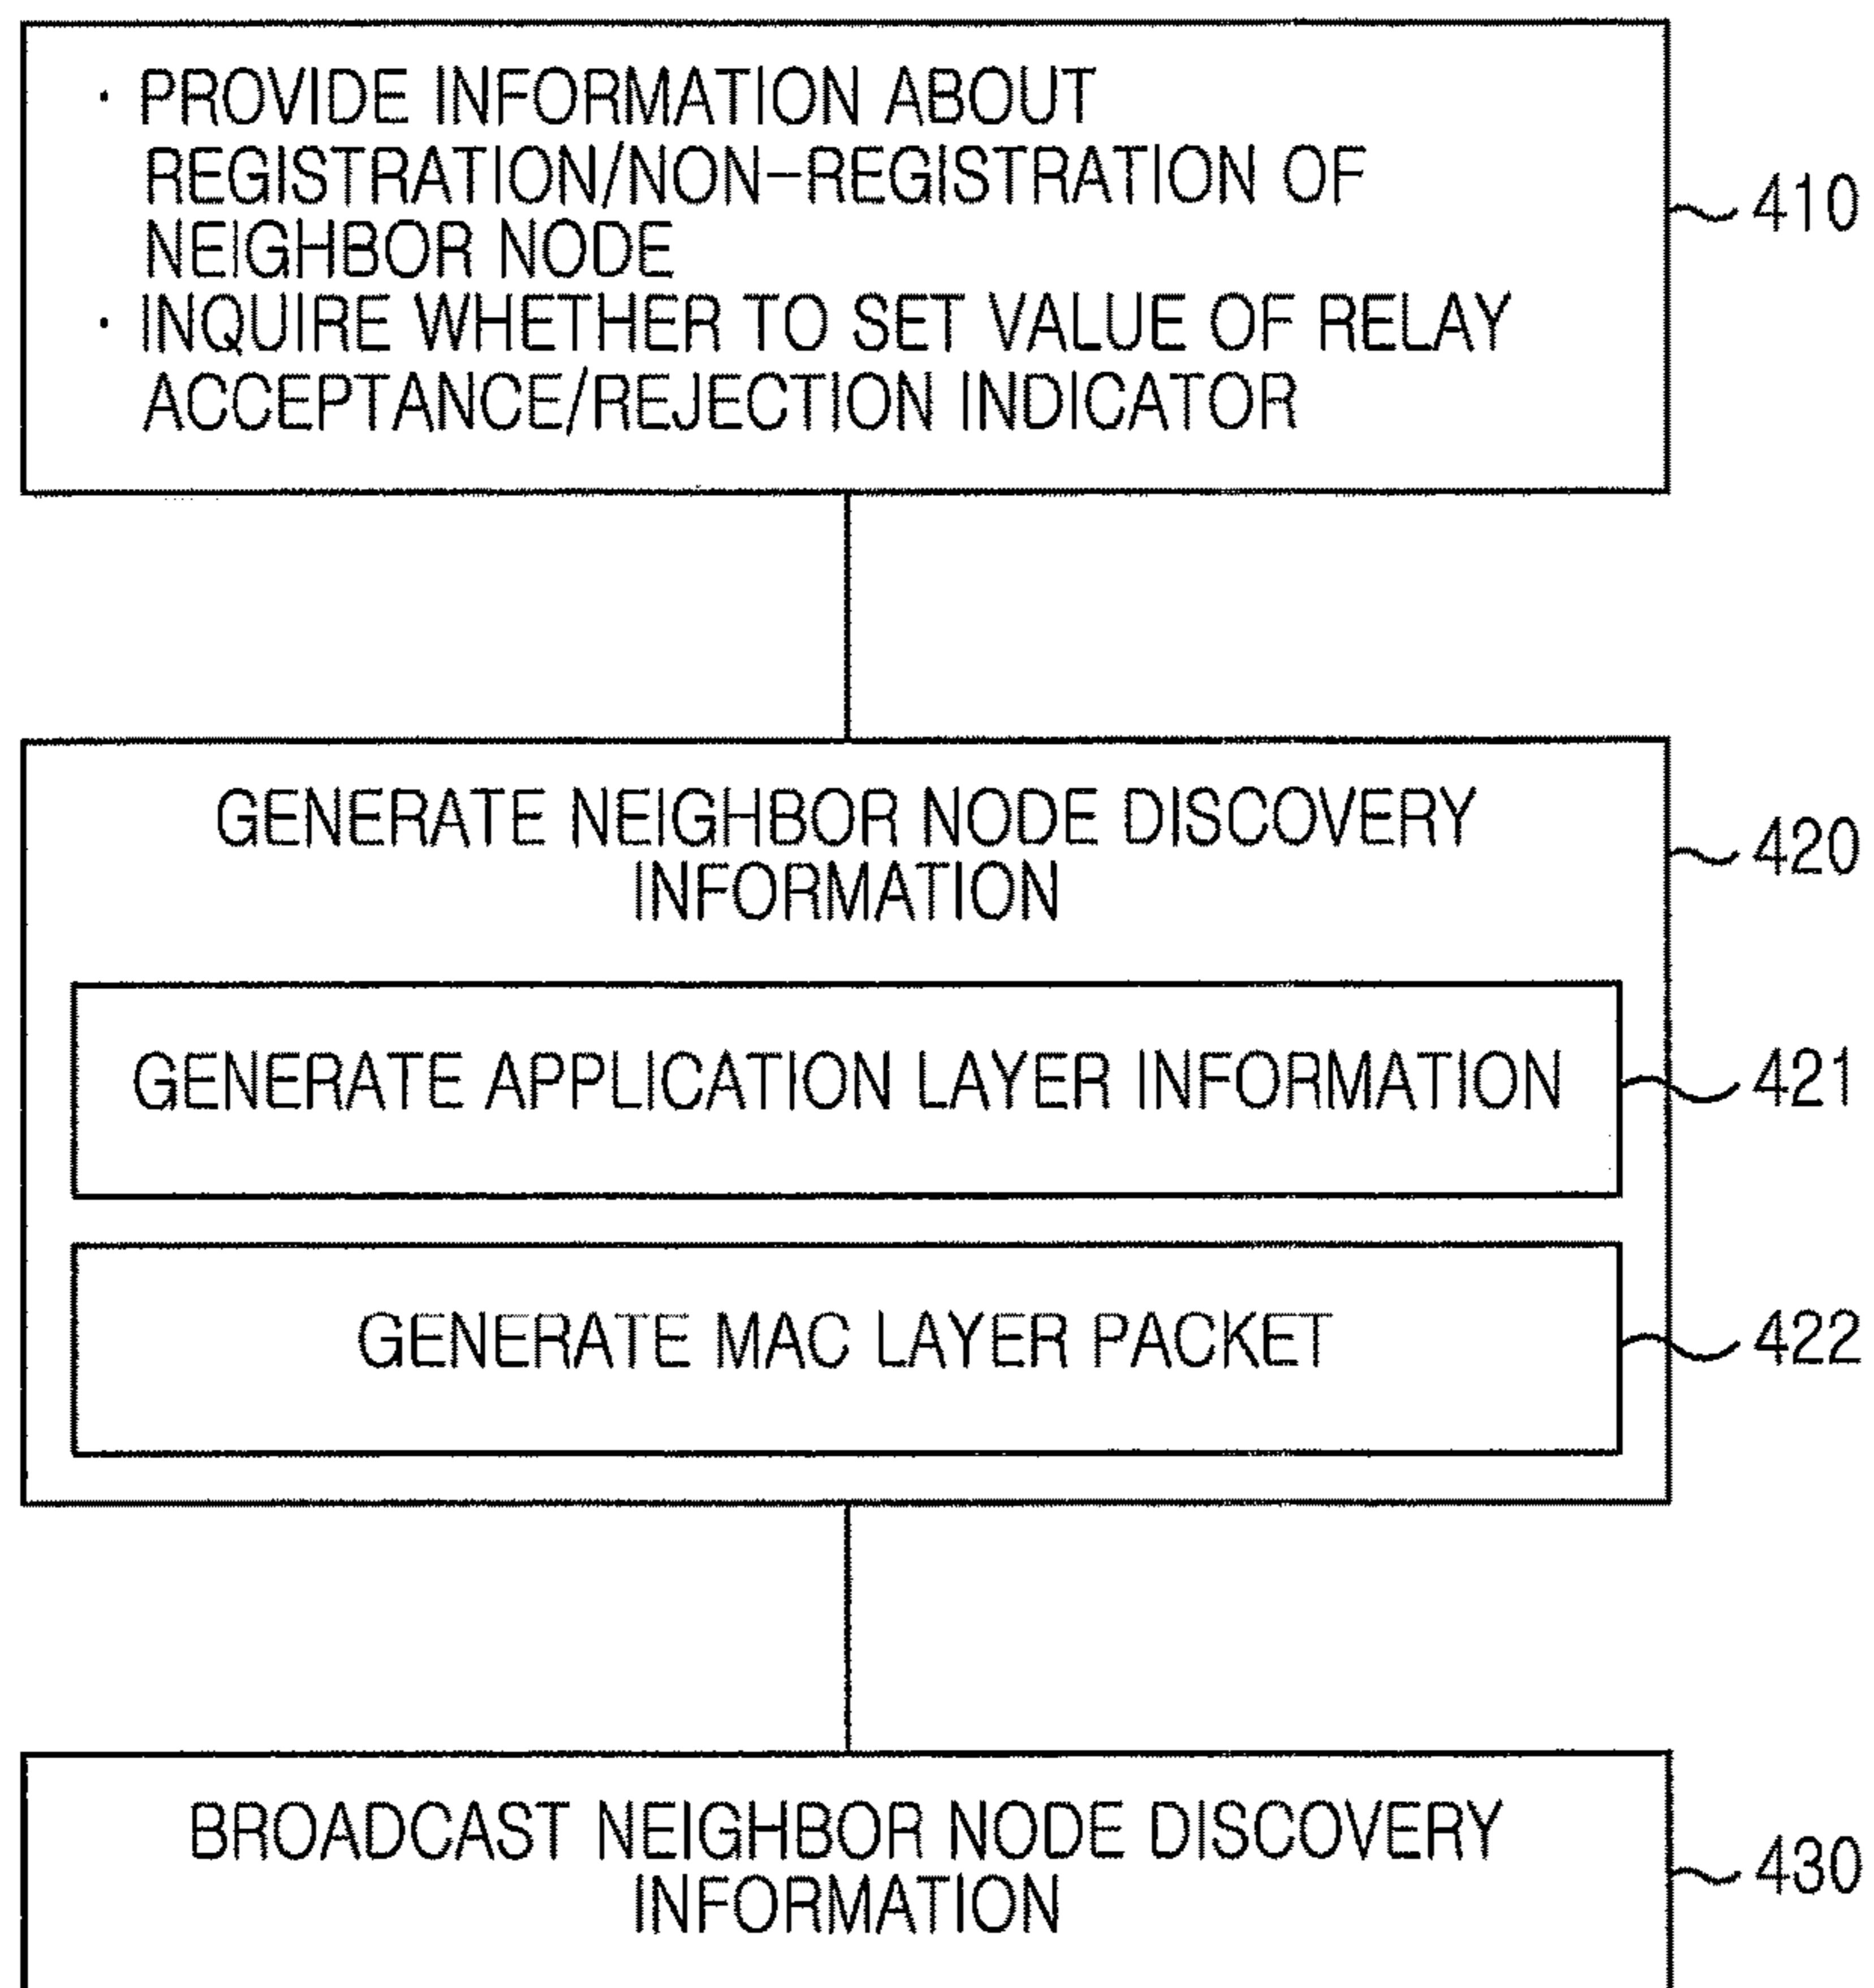 · PROVIDE INFORMATION ABOUT
REGISTRATION/NON-REGISTRATION OF
NEIGHBOR NODE
· INQUIRE WHETHER TO SET VALUE OF RELAY
ACCEPTANCE/REJECTION INDICATOR
410
GENERATE NEIGHBOR NODE DISCOVERY
INFORMATION
420
GENERATE APPLICATION LAYER INFORMATION
421
GENERATE MAC LAYER PACKET
422
BROADCAST NEIGHBOR NODE DISCOVERY
INFORMATION
430